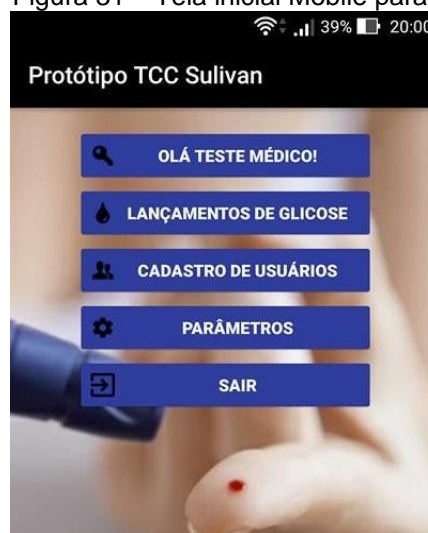 Figura 31 – Tela Inicial Mobile para
39% 20:00
Protótipo TCC Sulivan
OLÁ TESTE MÉDICO!
LANÇAMENTOS DE GLICOSE
CADASTRO DE USUÁRIOS
PARÂMETROS
SAIR